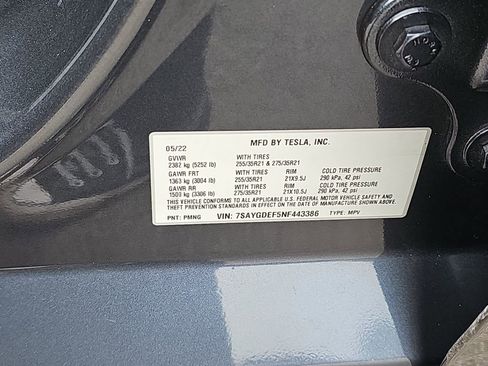 MFD BY TESLA, INC.
05/22
GVWR WITH TIRES
2382 kg (5252 lb) 255/35R21 & 275/35R21
GAWR FRT WITH TIRES RIM COLD TIRE PRESSURE
1363 kg (3004 lb) 255/35R21 21X9.5J 290 kPa, 42 psi
GAWR RR WITH TIRES RIM COLD TIRE PRESSURE
1500 kg (3306 lb) 275/35R21 21X10.5J 290 kPa, 42 psi
THIS VEHICLE CONFORMS TO ALL APPLICABLE U.S. FEDERAL MOTOR VEHICLE SAFETY AND
THEFT PREVENTION STANDARDS IN EFFECT ON THE DATE OF MANUFACTURE SHOWN ABOVE.
PNT: PMNG VIN: 7SAYGDEF5NF443386 TYPE: MPV